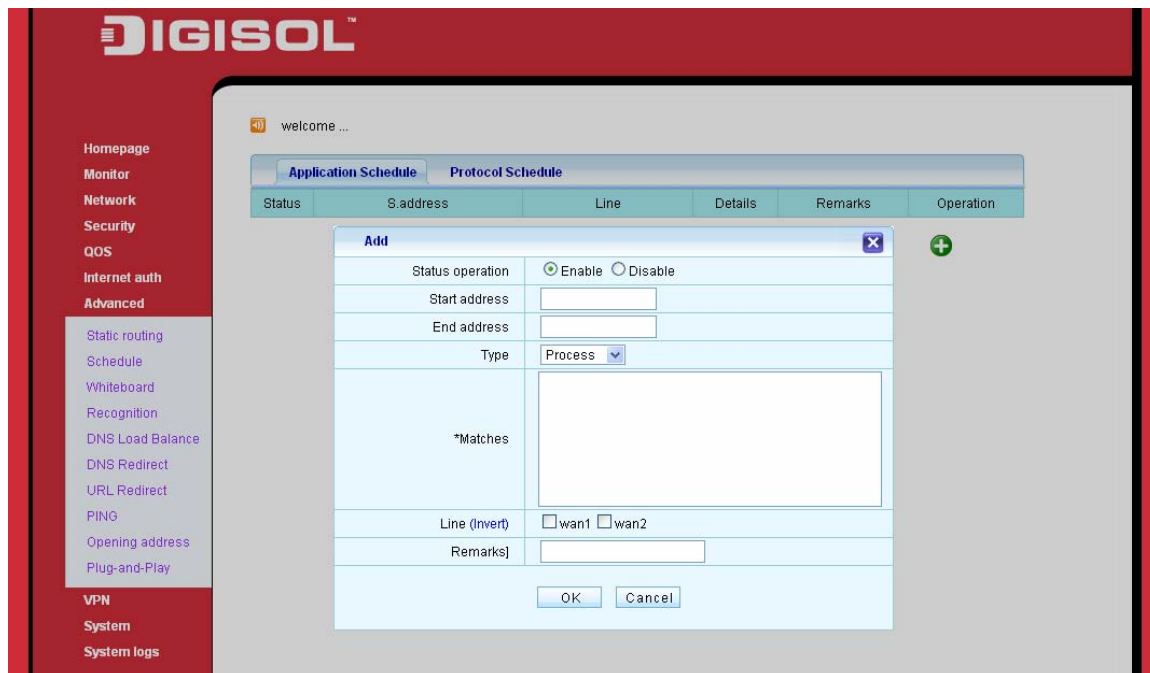 DIGISOL™
welcome ...
Homepage
Monitor
Network
Security
QOS
Internet auth
Advanced
Static routing
Schedule
Whiteboard
Recognition
DNS Load Balance
DNS Redirect
URL Redirect
PING
Opening address
Plug-and-Play
VPN
System
System logs
Application Schedule Protocol Schedule
Status S.address Line Details Remarks Operation
Add
Status operation Enable Disable
Start address
End address
Type Process
*Matches
Line (Invert) wan1 wan2
Remarks]
OK Cancel